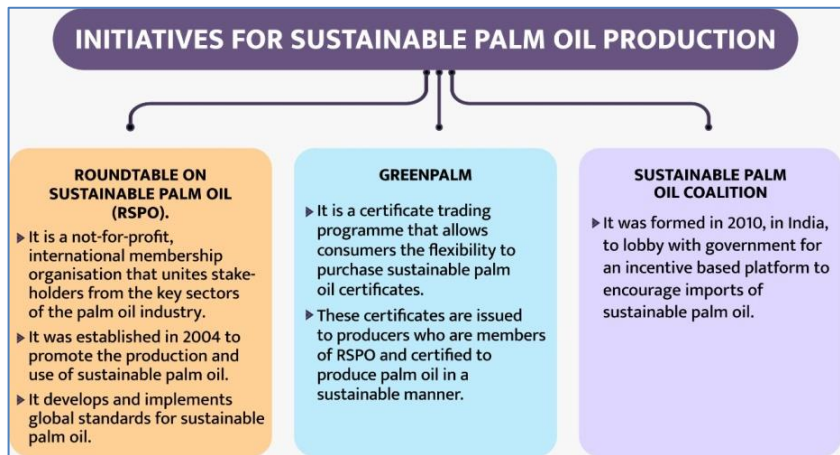 INITIATIVES FOR SUSTAINABLE PALM OIL PRODUCTION
ROUNDTABLE ON
SUSTAINABLE PALM OIL
(RSPO).
It is a not-for-profit,
international membership
organisation that unites stake-
holders from the key sectors
of the palm oil industry.
It was established in 2004 to
promote the production and
use of sustainable palm oil.
It develops and implements
global standards for sustainable
palm oil.
GREENPALM
It is a certificate trading
programme that allows
consumers the flexibility to
purchase sustainable palm
oil certificates.
These certificates are issued
to producers who are members
of RSPO and certified to
produce palm oil in a
sustainable manner.
SUSTAINABLE PALM
OIL COALITION
It was formed in 2010, in India,
to lobby with government for
an incentive based platform to
encourage imports of
sustainable palm oil.